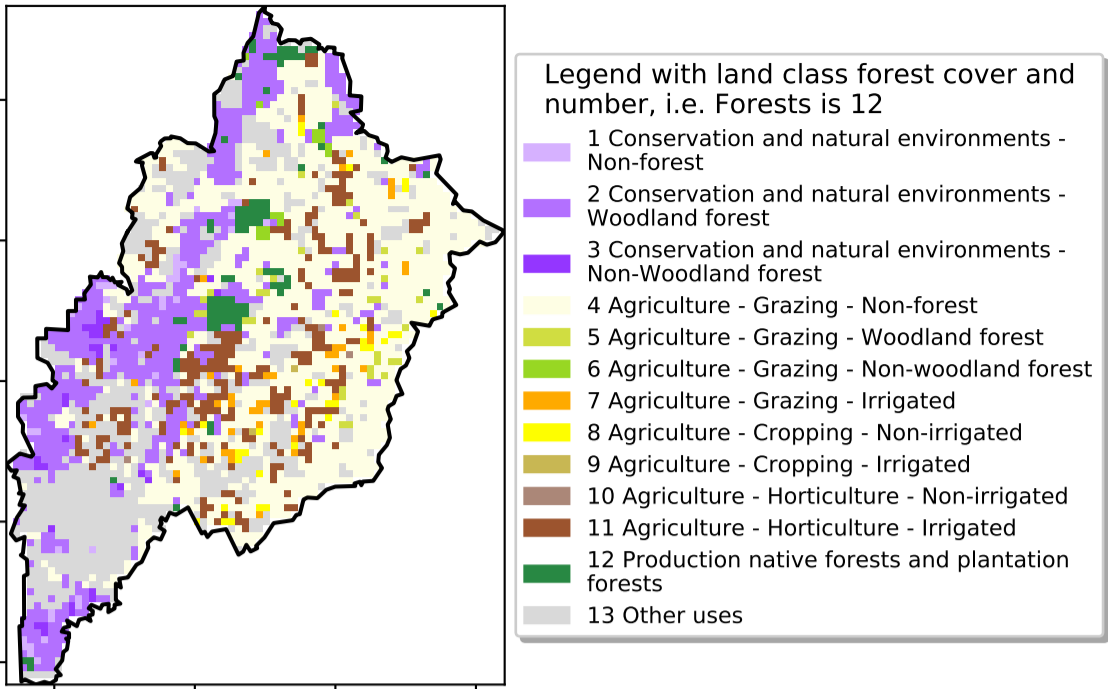 Legend with land class forest cover and
number, i.e. Forests is 12
1 Conservation and natural environments -
Non-forest
2 Conservation and natural environments -
Woodland forest
3 Conservation and natural environments -
Non-Woodland forest
4 Agriculture - Grazing - Non-forest
5 Agriculture - Grazing - Woodland forest
6 Agriculture - Grazing - Non-woodland forest
7 Agriculture - Grazing - Irrigated
8 Agriculture - Cropping - Non-irrigated
9 Agriculture - Cropping - Irrigated
10 Agriculture - Horticulture - Non-irrigated
11 Agriculture - Horticulture - Irrigated
12 Production native forests and plantation
forests
13 Other uses